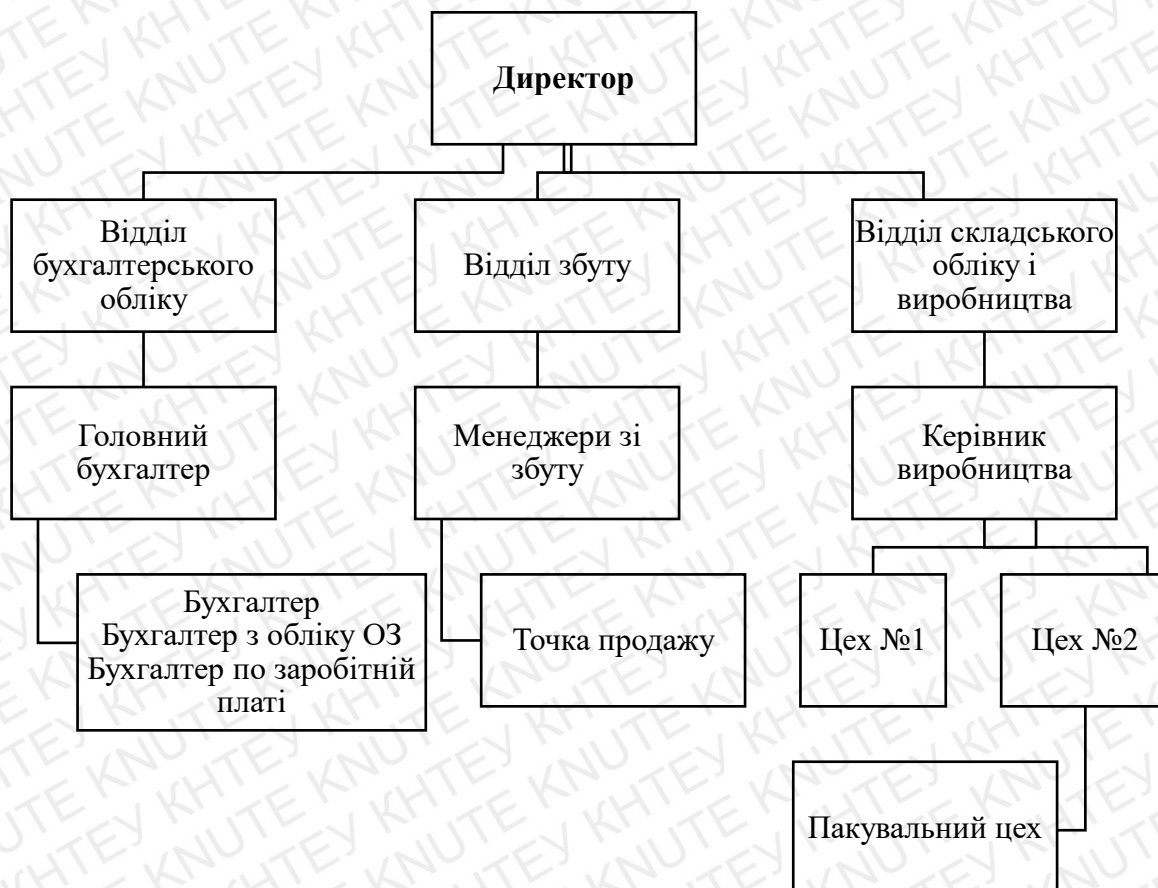 Директор
Відділ
бухгалтерського
обліку
Відділ збуту
Відділ складського
обліку і
виробництва
Головний
бухгалтер
Менеджери зі
збуту
Керівник
виробництва
Бухгалтер
Бухгалтер з обліку ОЗ
Бухгалтер по заробітній
платі
Точка продажу
Цех №1
Цех №2
Пакувальний цех